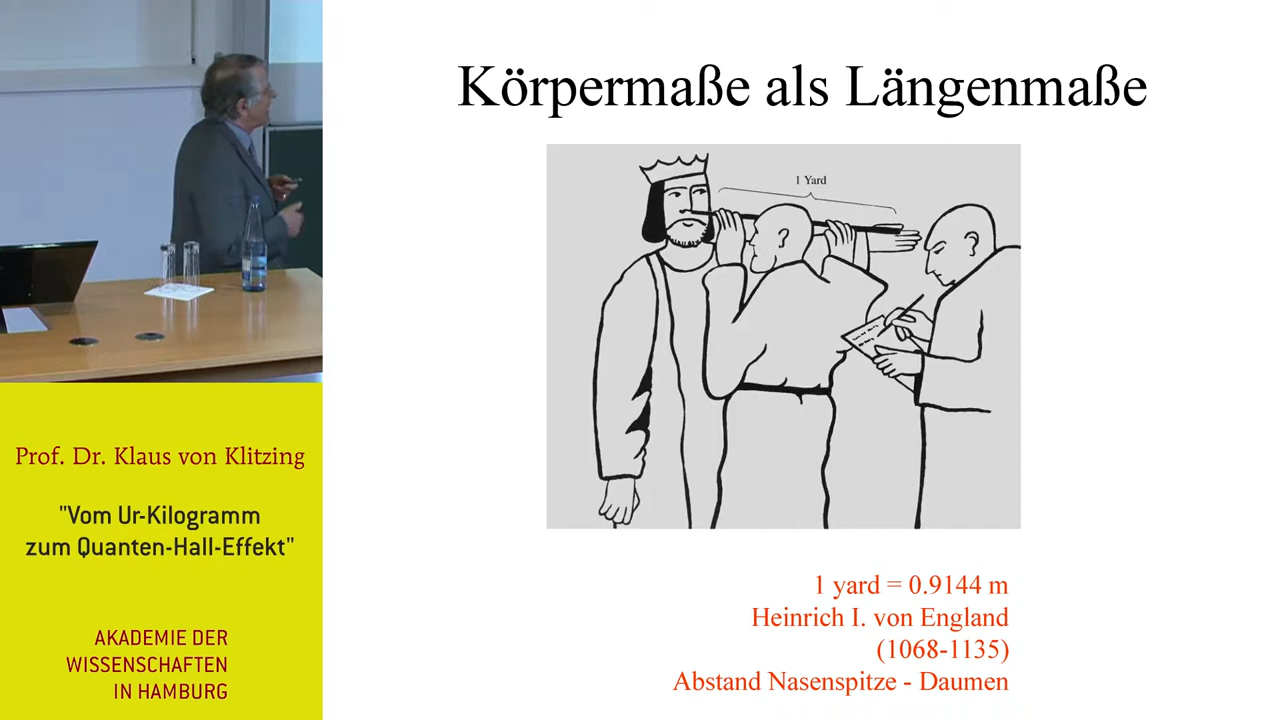 Körpermaße als Längenmaße
1 Yard
1 yard = 0.9144 m
Heinrich I. von England
(1068-1135)
Abstand Nasenspitze - Daumen
Prof. Dr. Klaus von Klitzing
"Vom Ur-Kilogramm
zum Quanten-Hall-Effekt"
AKADEMIE DER
WISSENSCHAFTEN
IN HAMBURG